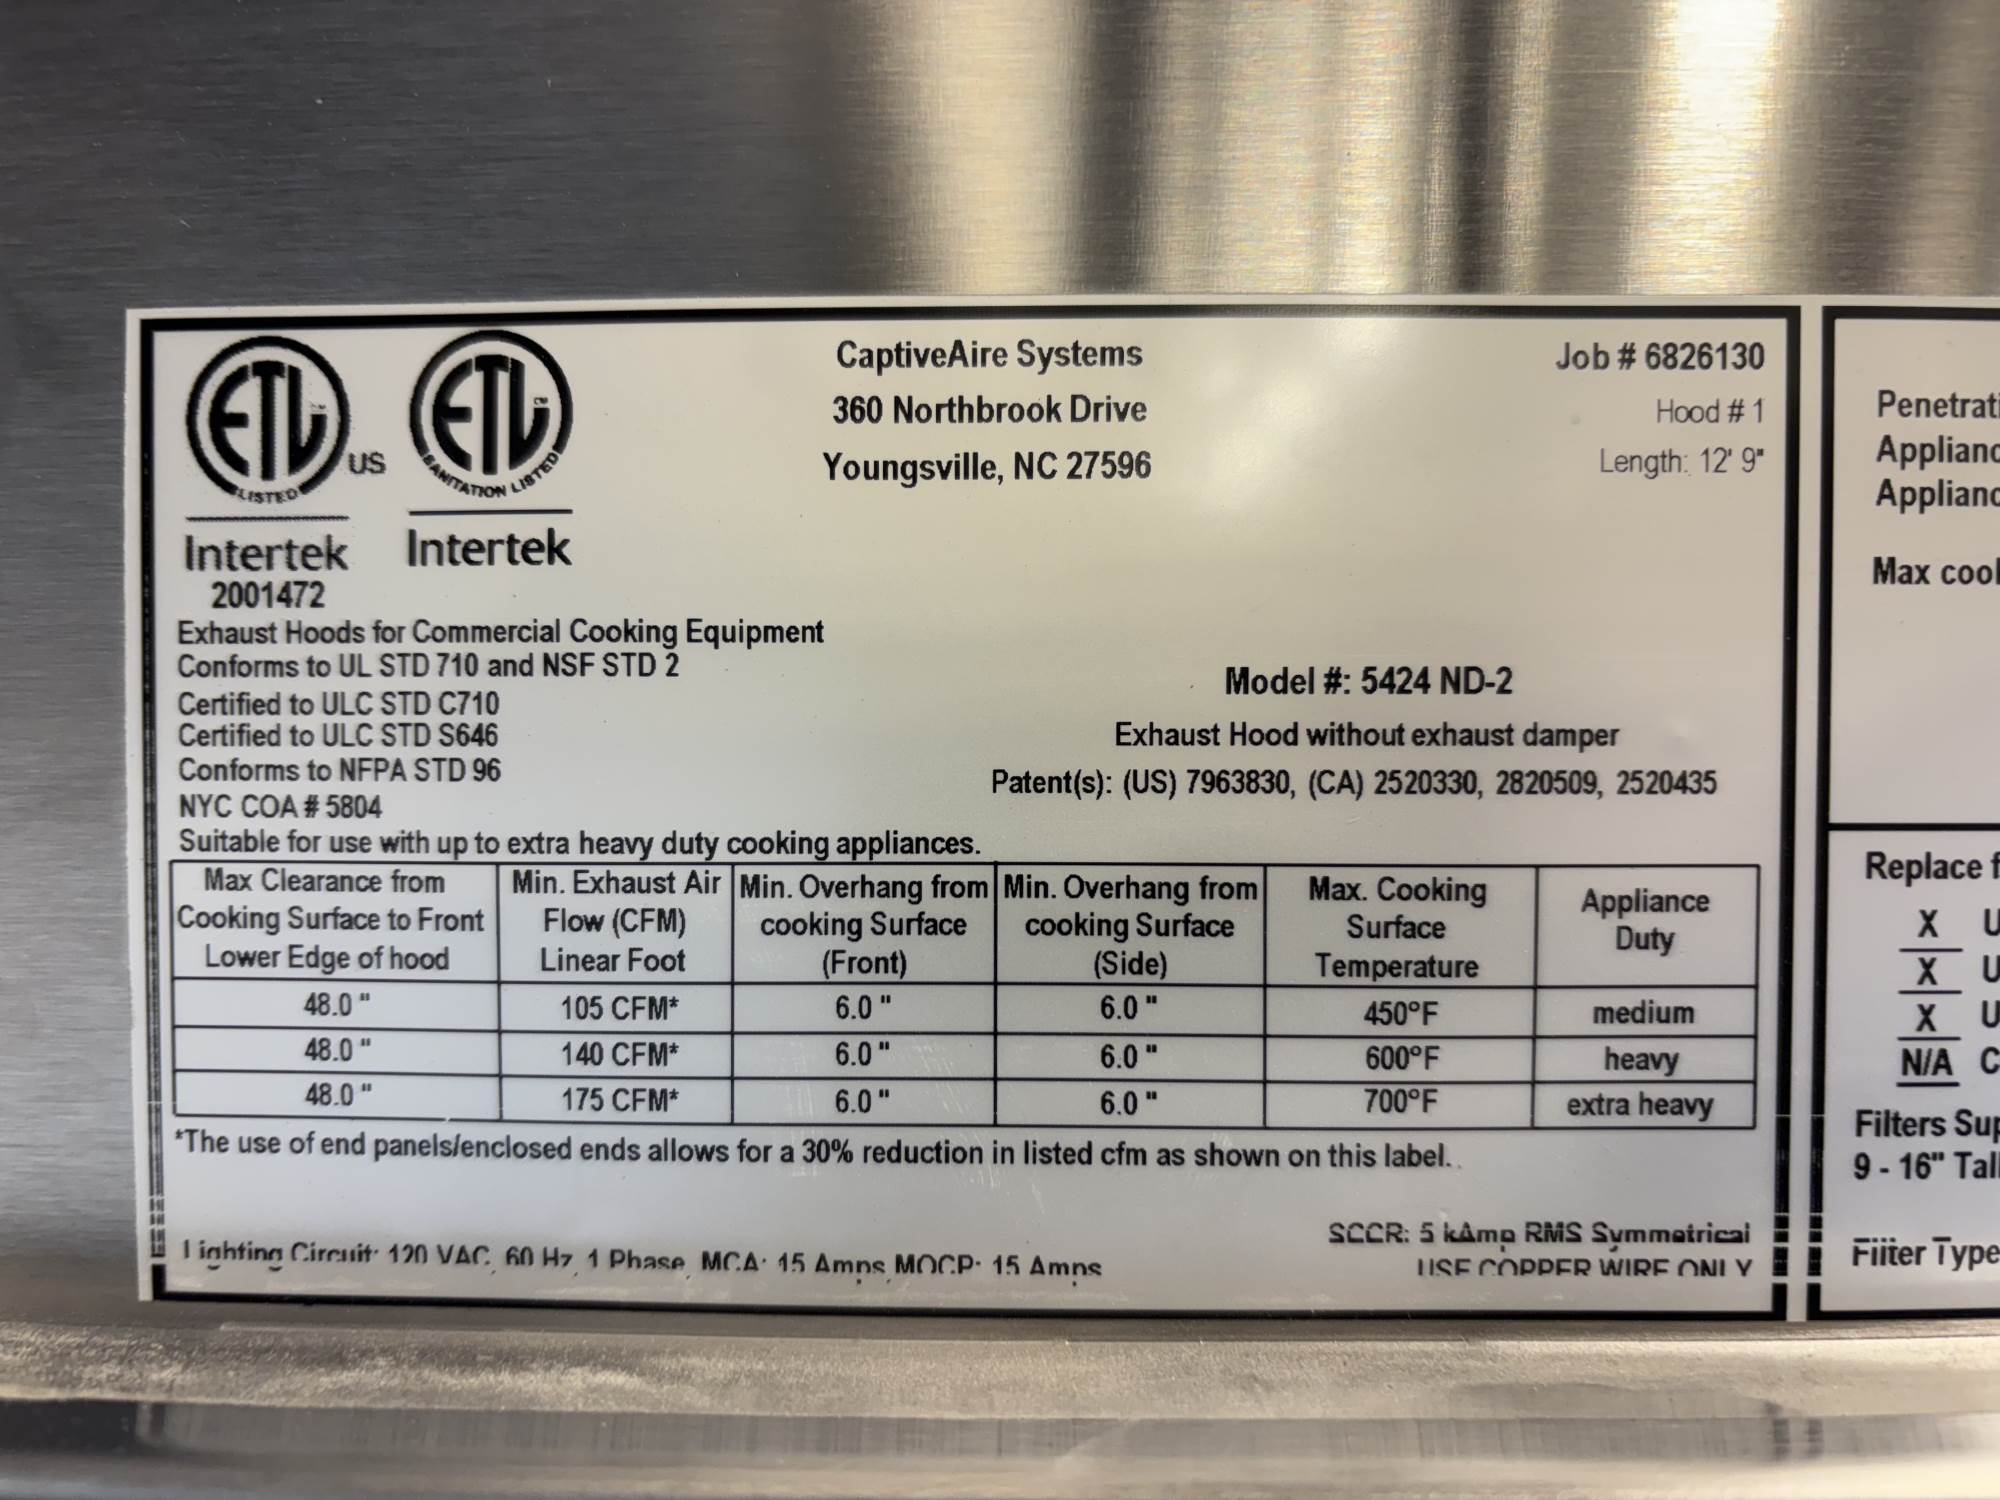 ETL
LISTED
US
Intertek
2001472
ETL
CM
SANITATION LISTED
Intertek
CaptiveAire Systems
360 Northbrook Drive
Youngsville, NC 27596
Job # 6826130
Hood # 1
Length: 12' 9"
Exhaust Hoods for Commercial Cooking Equipment
Conforms to UL STD 710 and NSF STD 2
Certified to ULC STD C710
Certified to ULC STD S646
Conforms to NFPA STD 96
NYC COA # 5804
Suitable for use with up to extra heavy duty cooking appliances.
Model #: 5424 ND-2
Exhaust Hood without exhaust damper
Patent(s): (US) 7963830, (CA) 2520330, 2820509, 2520435
Max Clearance from Cooking Surface to Front Lower Edge of hood
Min. Exhaust Air Flow (CFM) Linear Foot
Min. Overhang from cooking Surface (Front)
Min. Overhang from cooking Surface (Side)
Max. Cooking Surface Temperature
Appliance Duty
48.0 " 105 CFM* 6.0 " 6.0 " 450°F medium
48.0 " 140 CFM* 6.0 " 6.0 " 600°F heavy
48.0 " 175 CFM* 6.0 " 6.0 " 700°F extra heavy
*The use of end panels/enclosed ends allows for a 30% reduction in listed cfm as shown on this label.
SCCR: 5 kAmp RMS Symmetrical
Lighting Circuit: 120 VAC, 60 Hz, 1 Phase, MCA: 15 Amps, MOCP: 15 Amps
USE COPPER WIRE ONLY
Penetrati
Applianc
Applianc
Max cool
Replace f
X U
X U
X U
N/A C
Filters Sup
9 - 16" Tall
Filter Type